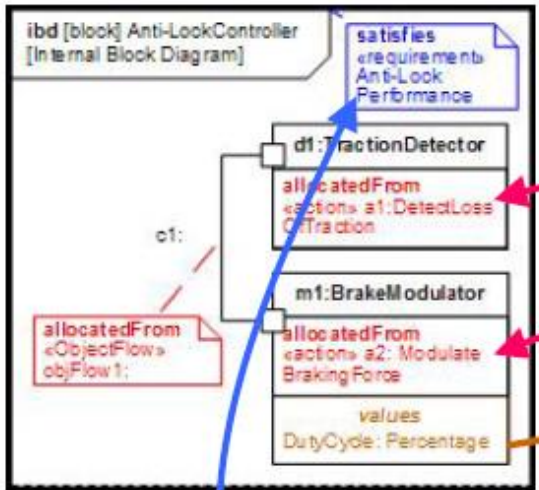 ibd [block] Anti-LockController
[Internal Block Diagram]
satisfies
«requirement»
Anti-Lock
Performance
d1:TractionDetector
allocatedFrom
«action» a1:DetectLoss
OfTraction
c1:
m1:BrakeModulator
allocatedFrom
«action» a2: Modulate
BrakingForce
allocatedFrom
«ObjectFlow»
objFlow1:
values
DutyCycle: Percentage